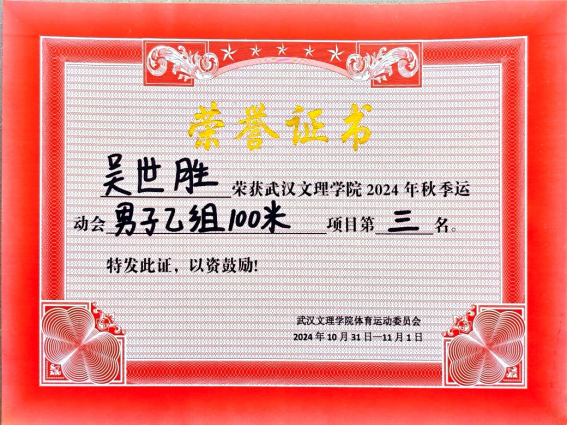 荣誉证书
吴世胜荣获武汉文理学院2024年秋季运
动会男子乙组100米项目第三名。
特发此证，以资鼓励!
武汉文理学院体育运动委员会
2024年10月31日—11月1日